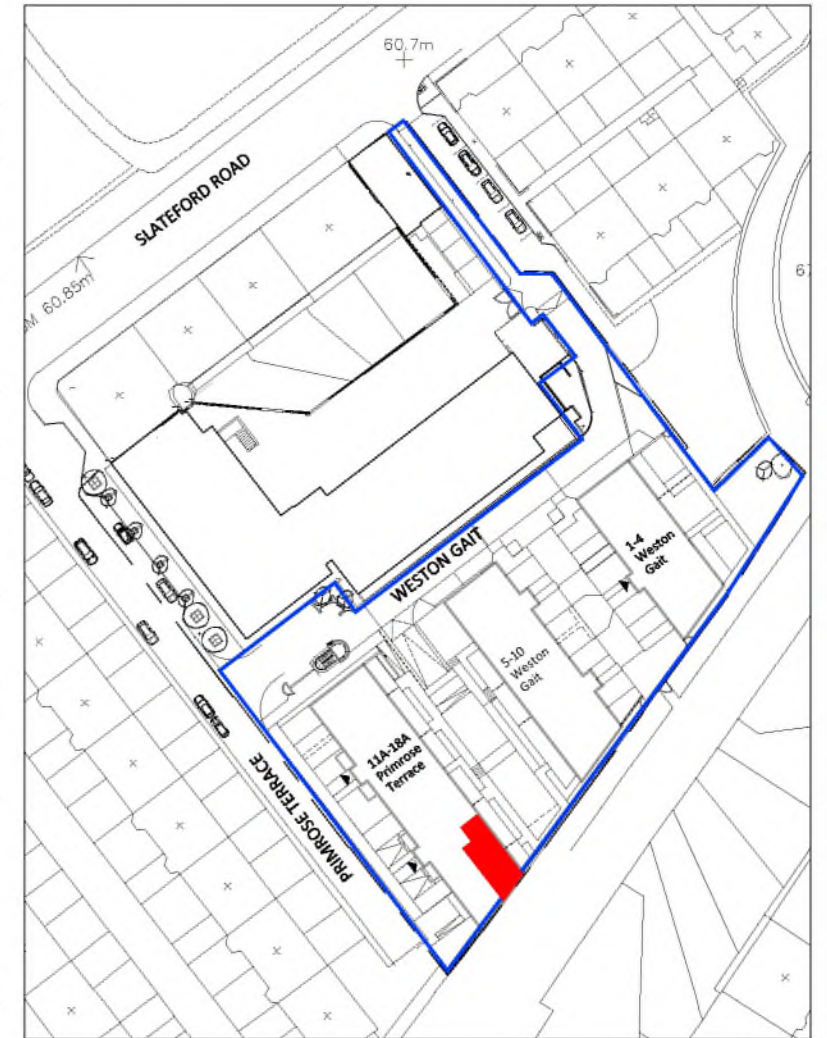 60.7m
SLATEFORD ROAD
M 60.85m
67
WESTON GAIT
1-4
Weston
Gait
5-10
Weston
Gait
11A-18A
Primrose
Terrace
PRIMROSE TERRACE